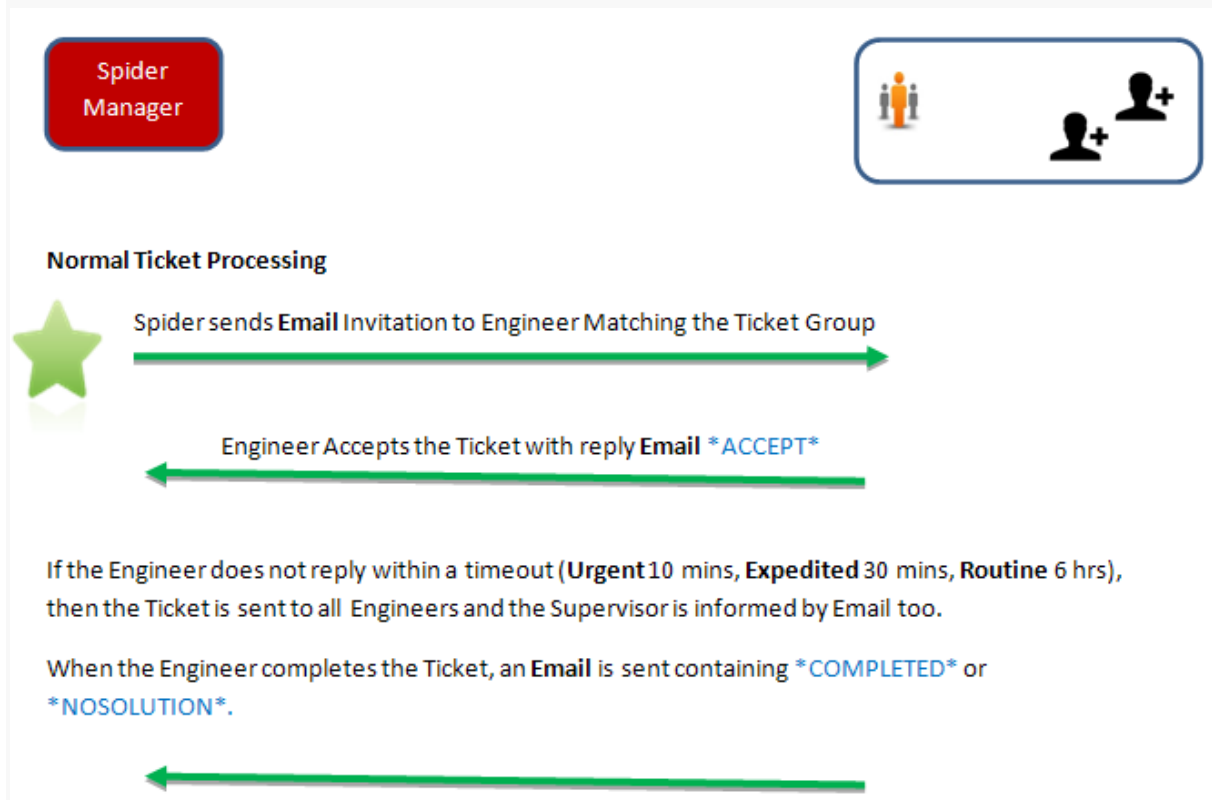 Spider
Manager
Normal Ticket Processing
Spider sends Email Invitation to Engineer Matching the Ticket Group
Engineer Accepts the Ticket with reply Email *ACCEPT*
If the Engineer does not reply within a timeout (Urgent 10 mins, Expedited 30 mins, Routine 6 hrs),
then the Ticket is sent to all Engineers and the Supervisor is informed by Email too.
When the Engineer completes the Ticket, an Email is sent containing *COMPLETED* or
*NOSOLUTION*.